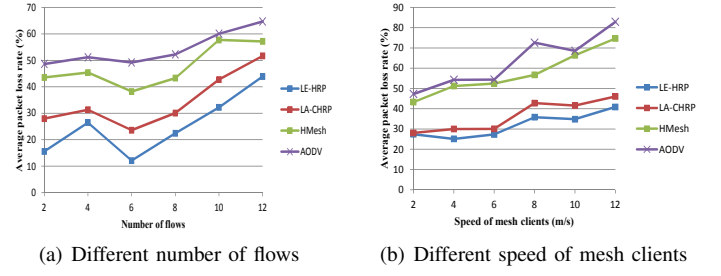 70
60
50
40
30
20
10
0
Average packet loss rate (%)
2 4 6 8 10 12
Number of flows
LE-HRP
LA-CHRP
HMesh
AODV
(a) Different number of flows
90
80
70
60
50
40
30
20
10
0
Average packet loss rate (%)
2 4 6 8 10 12
Speed of mesh clients (m/s)
LE-HRP
LA-CHRP
HMesh
AODV
(b) Different speed of mesh clients